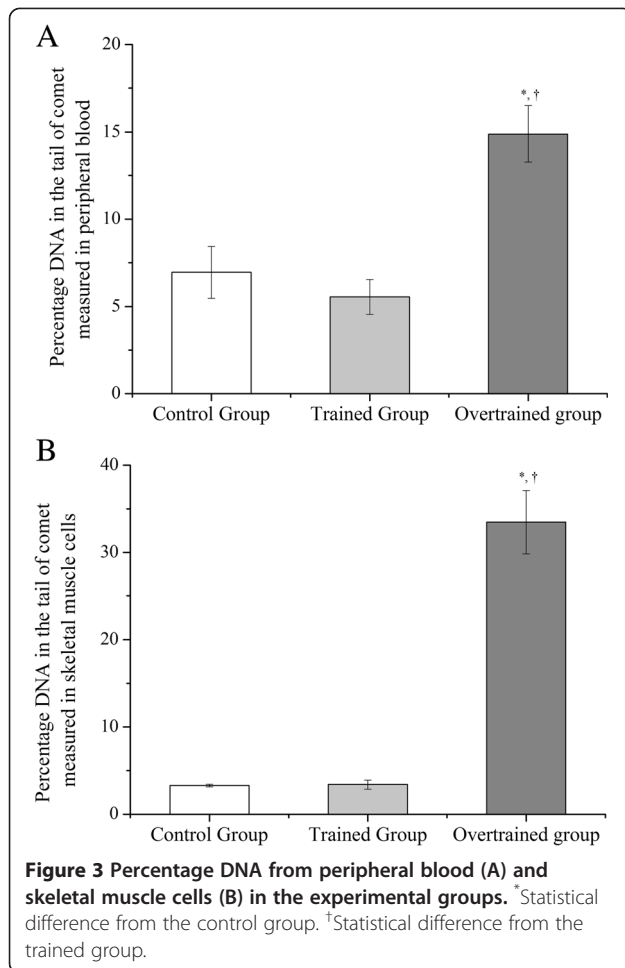 A
20
15
10
5
0
Percentage DNA in the tail of comet
measured in peripheral blood
*, †
Control Group Trained Group Overtrained group
B
40
30
20
10
0
Percentage DNA in the tail of comet
measured in skeletal muscle cells
*, †
Control Group Trained Group Overtrained group
Figure 3 Percentage DNA from peripheral blood (A) and
skeletal muscle cells (B) in the experimental groups. *Statistical
difference from the control group. †Statistical difference from the
trained group.